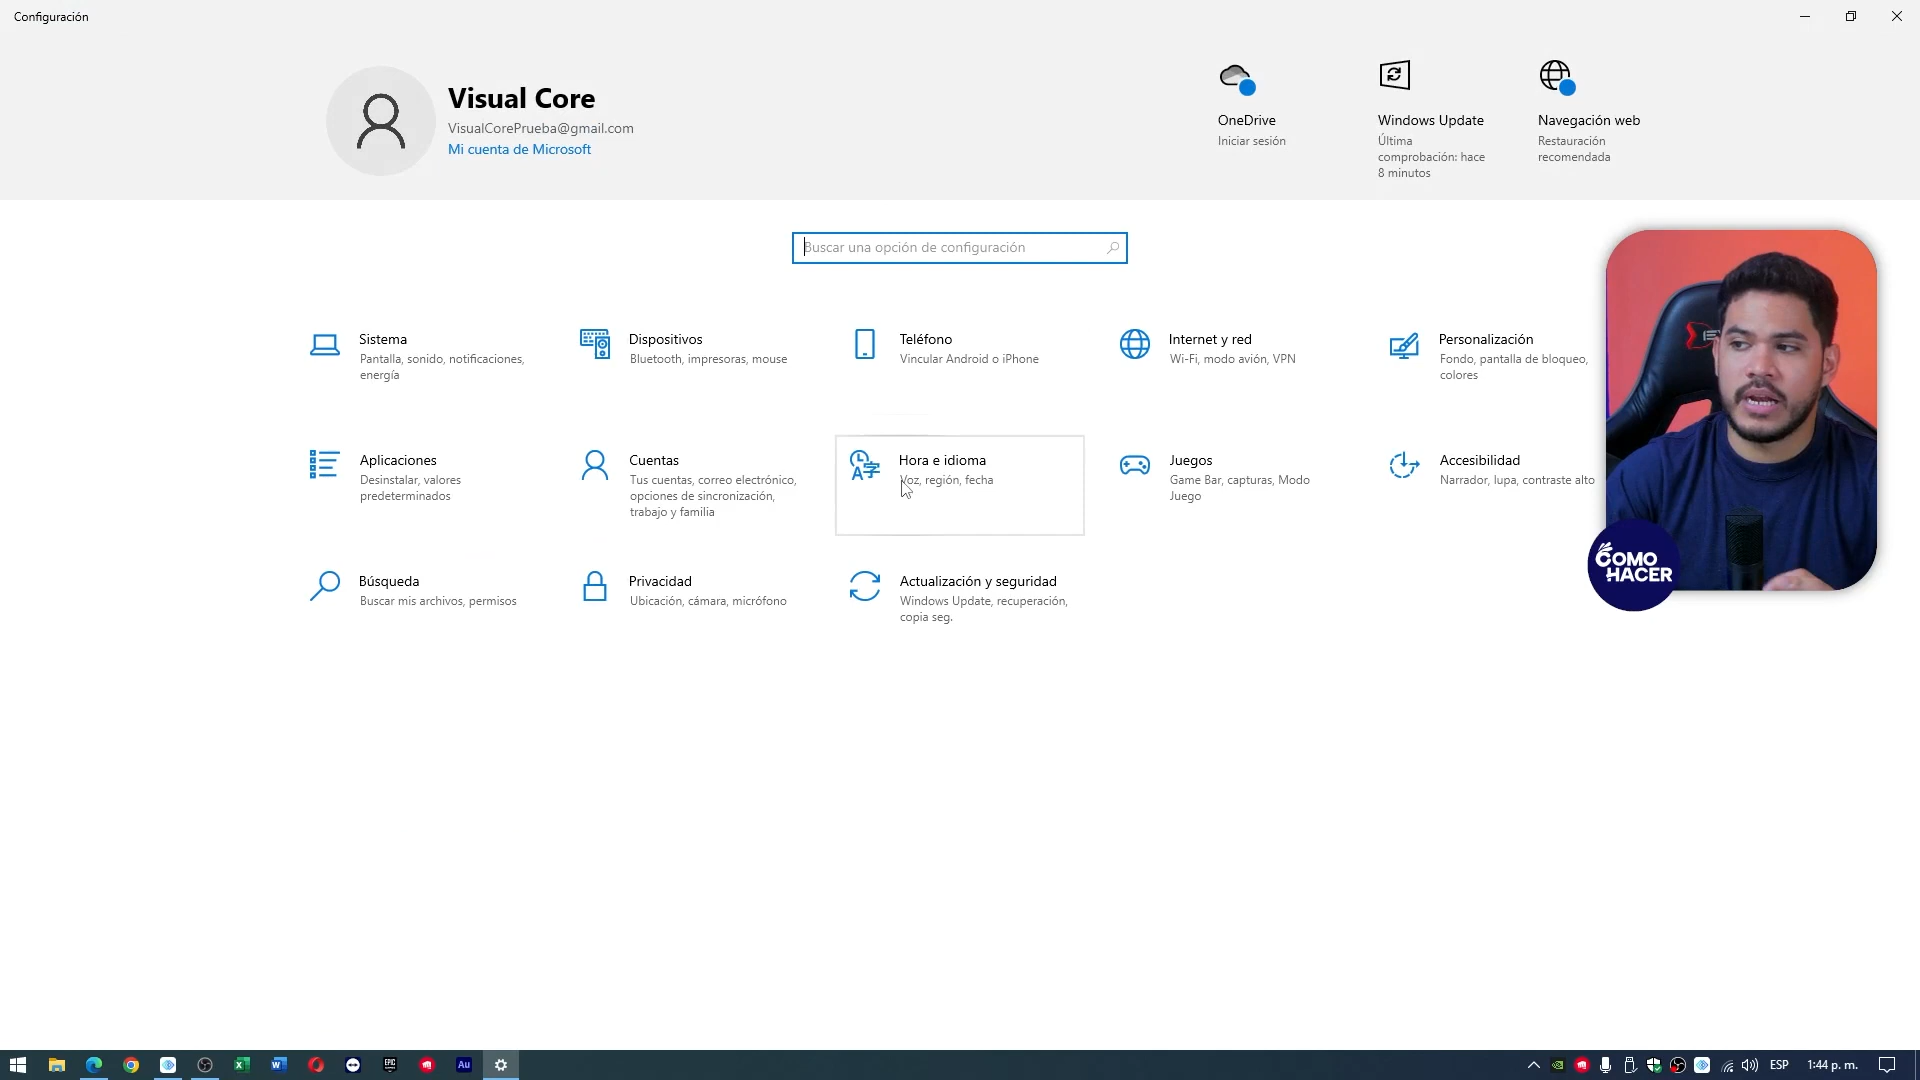 Configuración
Visual Core
VisualCorePrueba@gmail.com
Mi cuenta de Microsoft
OneDrive
Iniciar sesión
Windows Update
Última
comprobación: hace
8 minutos
Navegación web
Restauración
recomendada
Buscar una opción de configuración
Sistema
Pantalla, sonido, notificaciones,
energía
Dispositivos
Bluetooth, impresoras, mouse
Teléfono
Vincular Android o iPhone
Internet y red
Wi-Fi, modo avión, VPN
Personalización
Fondo, pantalla de bloqueo,
colores
Aplicaciones
Desinstalar, valores
predeterminados
Cuentas
Tus cuentas, correo electrónico,
opciones de sincronización,
trabajo y familia
Hora e idioma
Voz, región, fecha
Juegos
Game Bar, capturas, Modo
Juego
Accesibilidad
Narrador, lupa, contraste alto
Búsqueda
Buscar mis archivos, permisos
Privacidad
Ubicación, cámara, micrófono
Actualización y seguridad
Windows Update, recuperación,
copia seg.
COMO
HACER
EPIC
Au
ESP
1:44 p. m.